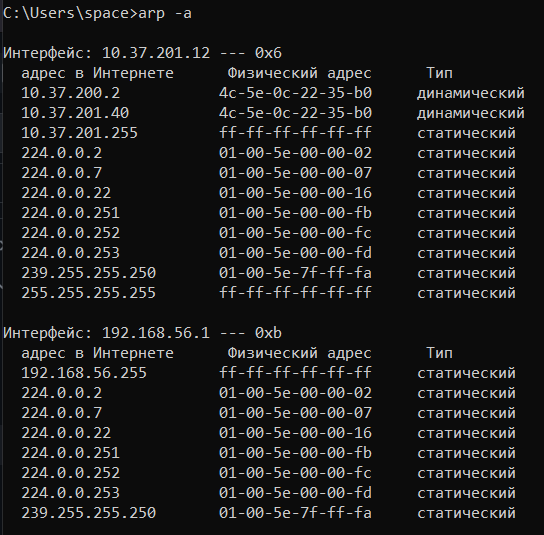 C:\Users\space>arp -a
Интерфейс: 10.37.201.12 --- 0x6
адрес в Интернете Физический адрес Тип
10.37.200.2 4c-5e-0c-22-35-b0 динамический
10.37.201.40 4c-5e-0c-22-35-b0 динамический
10.37.201.255 ff-ff-ff-ff-ff-ff статический
224.0.0.2 01-00-5e-00-00-02 статический
224.0.0.7 01-00-5e-00-00-07 статический
224.0.0.22 01-00-5e-00-00-16 статический
224.0.0.251 01-00-5e-00-00-fb статический
224.0.0.252 01-00-5e-00-00-fc статический
224.0.0.253 01-00-5e-00-00-fd статический
239.255.255.250 01-00-5e-7f-ff-fa статический
255.255.255.255 ff-ff-ff-ff-ff-ff статический
Интерфейс: 192.168.56.1 --- 0xb
адрес в Интернете Физический адрес Тип
192.168.56.255 ff-ff-ff-ff-ff-ff статический
224.0.0.2 01-00-5e-00-00-02 статический
224.0.0.7 01-00-5e-00-00-07 статический
224.0.0.22 01-00-5e-00-00-16 статический
224.0.0.251 01-00-5e-00-00-fb статический
224.0.0.252 01-00-5e-00-00-fc статический
224.0.0.253 01-00-5e-00-00-fd статический
239.255.255.250 01-00-5e-7f-ff-fa статический